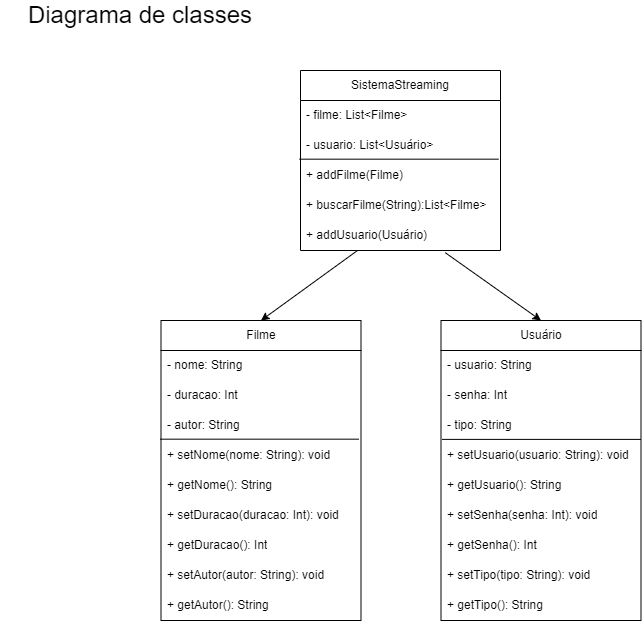 Diagrama de classes
SistemaStreaming
- filme: List<Filme>
- usuario: List<Usuário>
+ addFilme(Filme)
+ buscarFilme(String):List<Filme>
+ addUsuario(Usuário)
Filme
- nome: String
- duracao: Int
- autor: String
+ setNome(nome: String): void
+ getNome(): String
+ setDuracao(duracao: Int): void
+ getDuracao(): Int
+ setAutor(autor: String): void
+ getAutor(): String
Usuário
- usuario: String
- senha: Int
- tipo: String
+ setUsuario(usuario: String): void
+ getUsuario(): String
+ setSenha(senha: Int): void
+ getSenha(): Int
+ setTipo(tipo: String): void
+ getTipo(): String